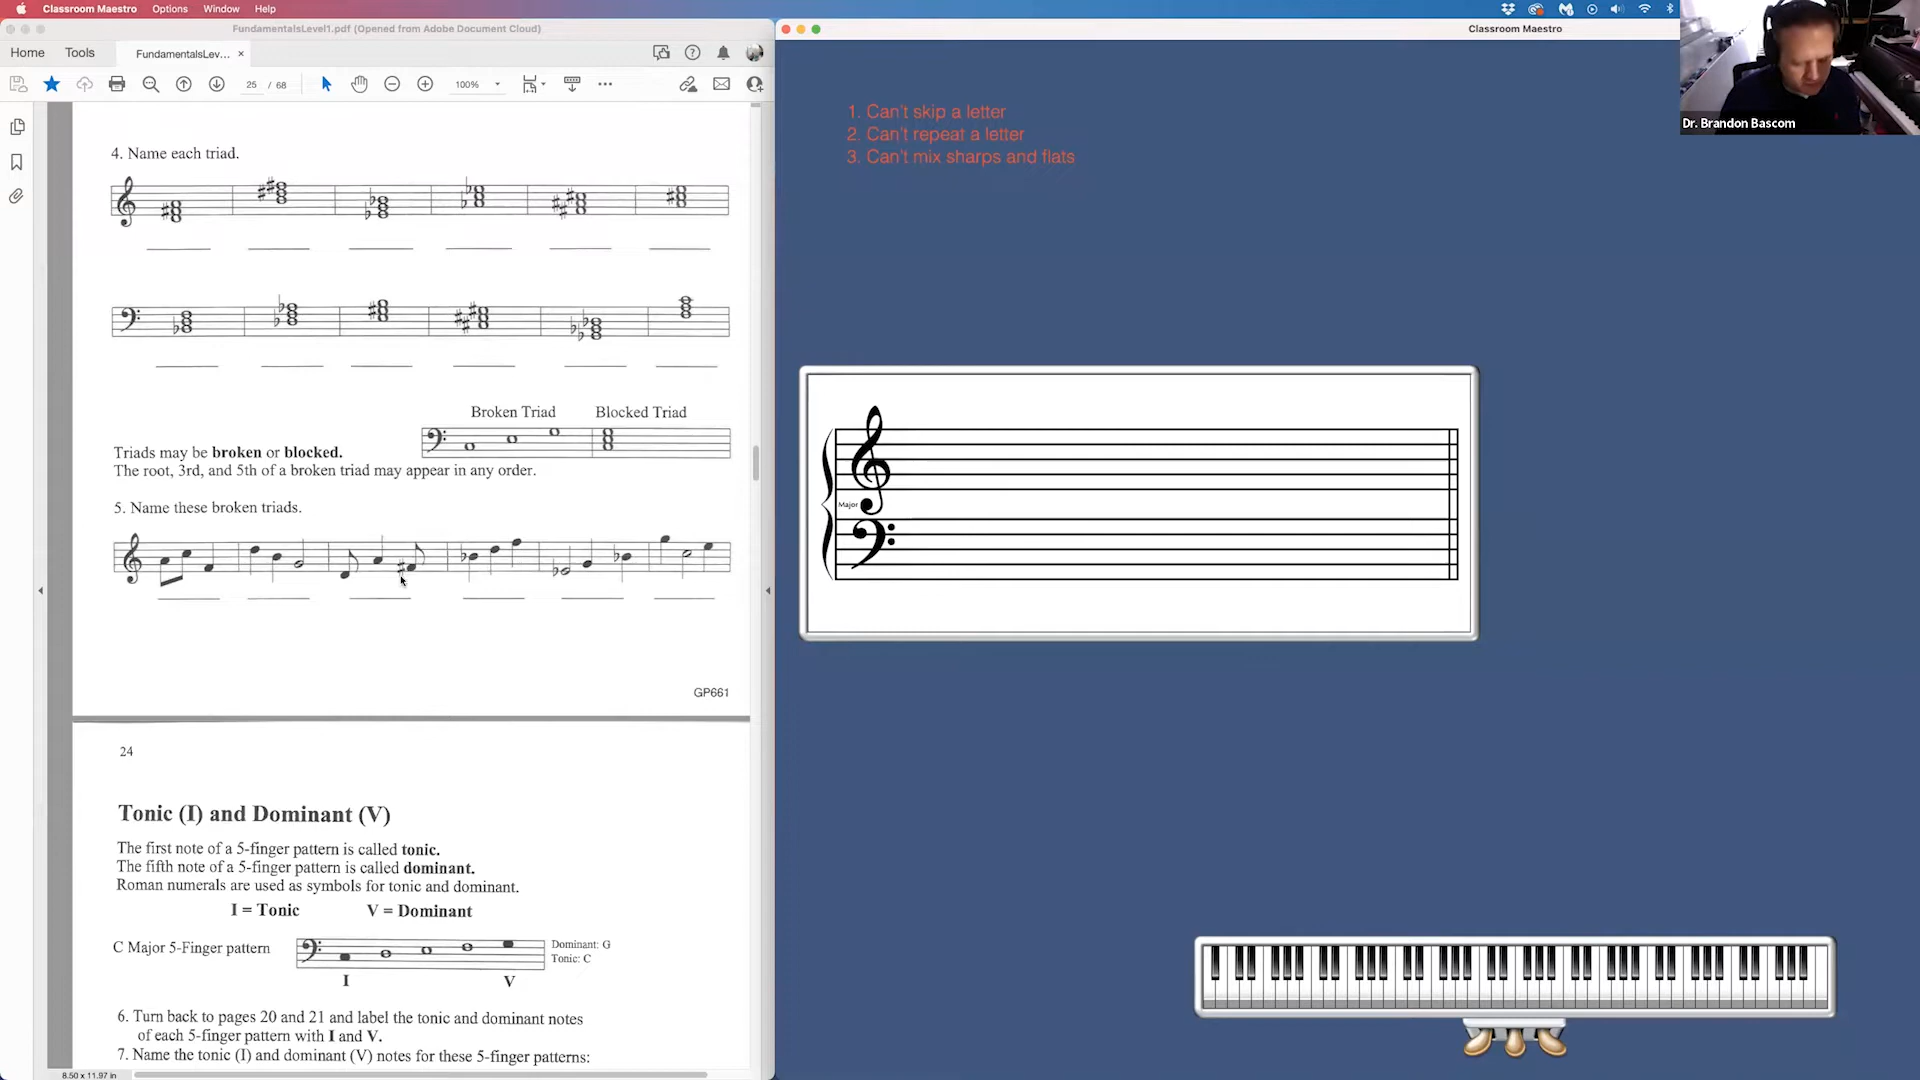 Classroom Maestro Options Window Help
FundamentalsLevel1.pdf (Opened from Adobe Document Cloud)
Classroom Maestro
Home Tools FundamentalsLev... ×
25 / 68 100%
Dr. Brandon Bascom
1. Can't skip a letter
2. Can't repeat a letter
3. Can't mix sharps and flats
4. Name each triad.
Broken Triad Blocked Triad
Triads may be broken or blocked.
The root, 3rd, and 5th of a broken triad may appear in any order.
5. Name these broken triads.
GP661
Major
24
Tonic (I) and Dominant (V)
The first note of a 5-finger pattern is called tonic.
The fifth note of a 5-finger pattern is called dominant.
Roman numerals are used as symbols for tonic and dominant.
I = Tonic V = Dominant
C Major 5-Finger pattern
Dominant: G
Tonic: C
I V
6. Turn back to pages 20 and 21 and label the tonic and dominant notes
of each 5-finger pattern with I and V.
7. Name the tonic (I) and dominant (V) notes for these 5-finger patterns:
8.50 x 11.97 in